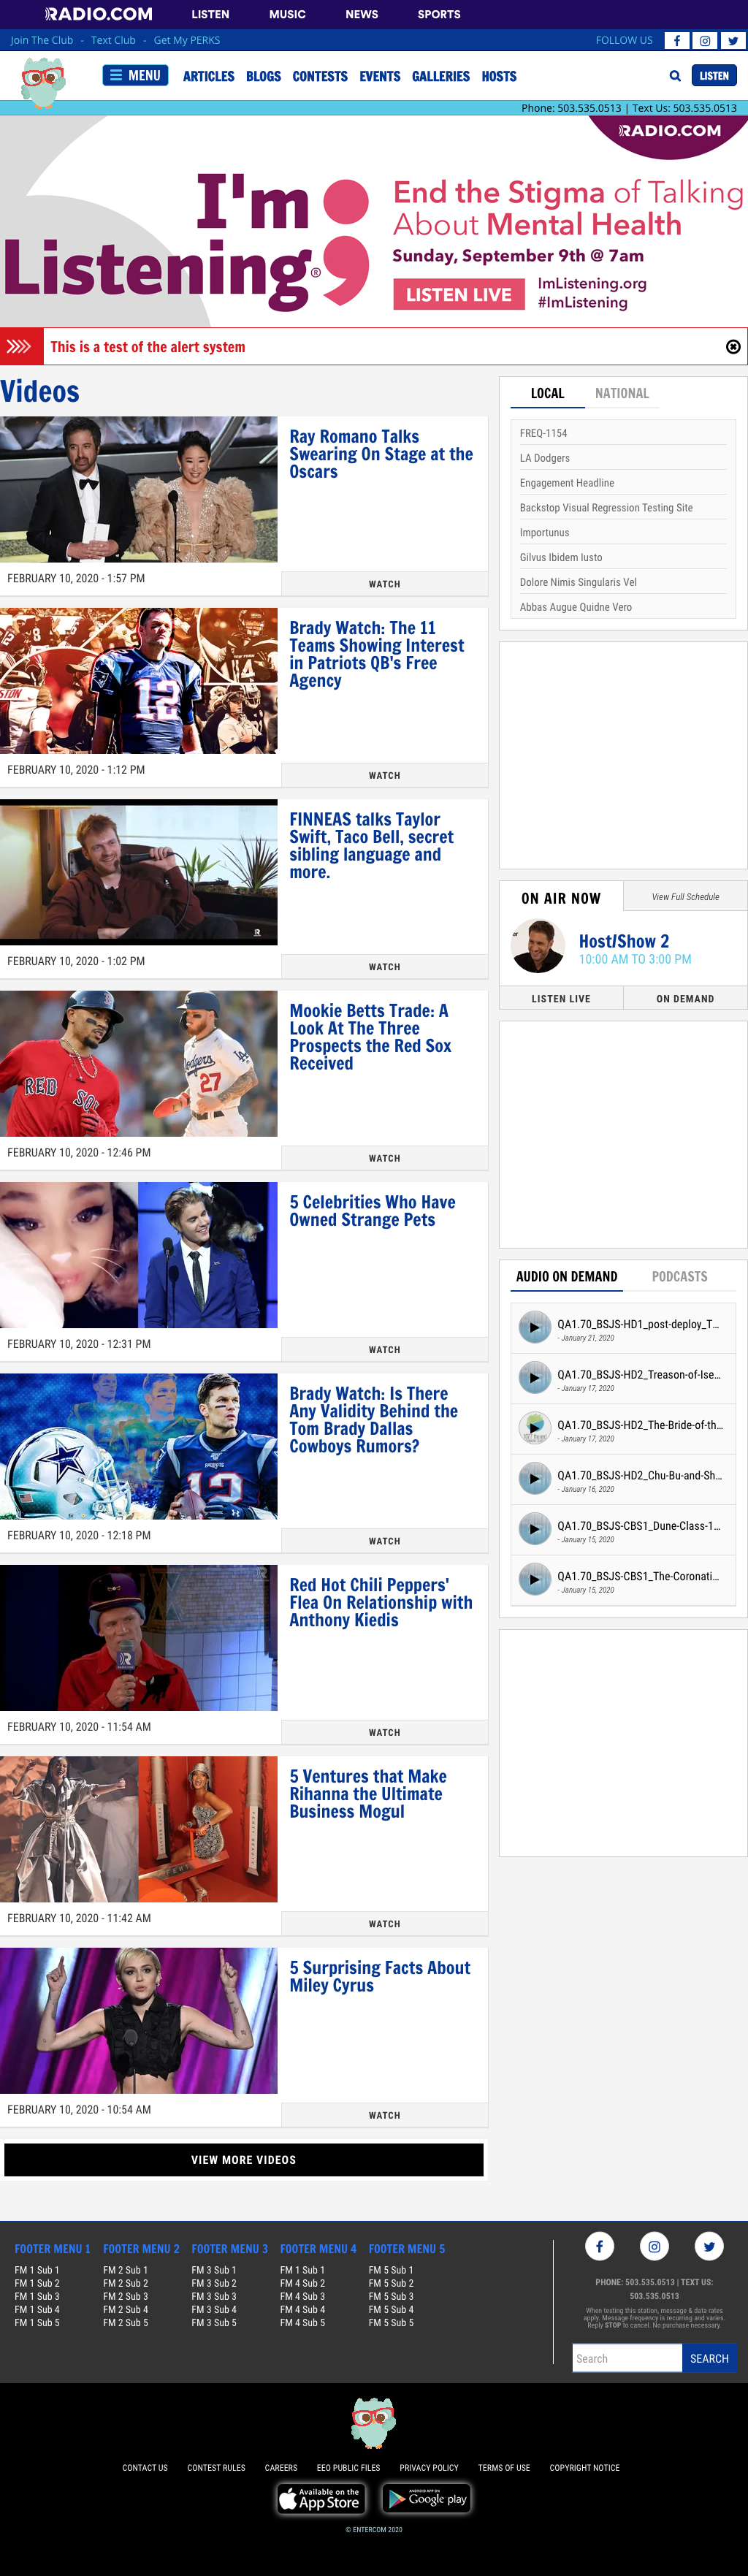 RADIO.COM LISTEN MUSIC NEWS SPORTS
Join The Club - Text Club - Get My PERKS FOLLOW US
MENU ARTICLES BLOGS CONTESTS EVENTS GALLERIES HOSTS LISTEN
Phone: 503.535.0513 | Text Us: 503.535.0513
RADIO.COM
I'm
Listening®
End the Stigma of Talking
About Mental Health
Sunday, September 9th @ 7am
LISTEN LIVE
ImListening.org
#ImListening
This is a test of the alert system
Videos
Ray Romano Talks
Swearing On Stage at the
Oscars
FEBRUARY 10, 2020 - 1:57 PM
WATCH
Brady Watch: The 11
Teams Showing Interest
in Patriots QB's Free
Agency
FEBRUARY 10, 2020 - 1:12 PM
WATCH
FINNEAS talks Taylor
Swift, Taco Bell, secret
sibling language and
more.
FEBRUARY 10, 2020 - 1:02 PM
WATCH
Mookie Betts Trade: A
Look At The Three
Prospects the Red Sox
Received
RED SOX
Dodgers
27
LA
FEBRUARY 10, 2020 - 12:46 PM
WATCH
5 Celebrities Who Have
Owned Strange Pets
FEBRUARY 10, 2020 - 12:31 PM
WATCH
Brady Watch: Is There
Any Validity Behind the
Tom Brady Dallas
Cowboys Rumors?
PATRIOTS
12
FEBRUARY 10, 2020 - 12:18 PM
WATCH
Red Hot Chili Peppers'
Flea On Relationship with
Anthony Kiedis
FEBRUARY 10, 2020 - 11:54 AM
WATCH
5 Ventures that Make
Rihanna the Ultimate
Business Mogul
FEBRUARY 10, 2020 - 11:42 AM
WATCH
5 Surprising Facts About
Miley Cyrus
FEBRUARY 10, 2020 - 10:54 AM
WATCH
VIEW MORE VIDEOS
LOCAL NATIONAL
FREQ-1154
LA Dodgers
Engagement Headline
Backstop Visual Regression Testing Site
Importunus
Gilvus Ibidem Iusto
Dolore Nimis Singularis Vel
Abbas Augue Quidne Vero
ON AIR NOW View Full Schedule
Host/Show 2
10:00 AM TO 3:00 PM
LISTEN LIVE ON DEMAND
AUDIO ON DEMAND PODCASTS
QA1.70_BSJS-HD1_post-deploy_T...
- January 21, 2020
QA1.70_BSJS-HD2_Treason-of-Ise...
- January 17, 2020
QA1.70_BSJS-HD2_The-Bride-of-th...
- January 17, 2020
QA1.70_BSJS-HD2_Chu-Bu-and-Sh...
- January 16, 2020
QA1.70_BSJS-CBS1_Dune-Class-1...
- January 15, 2020
QA1.70_BSJS-CBS1_The-Coronati...
- January 15, 2020
FOOTER MENU 1 FOOTER MENU 2 FOOTER MENU 3 FOOTER MENU 4 FOOTER MENU 5
FM 1 Sub 1 FM 2 Sub 1 FM 3 Sub 1 FM 1 Sub 1 FM 5 Sub 1
FM 1 Sub 2 FM 2 Sub 2 FM 3 Sub 2 FM 4 Sub 2 FM 5 Sub 2
FM 1 Sub 3 FM 2 Sub 3 FM 3 Sub 3 FM 4 Sub 3 FM 5 Sub 3
FM 1 Sub 4 FM 2 Sub 4 FM 3 Sub 4 FM 4 Sub 4 FM 5 Sub 4
FM 1 Sub 5 FM 2 Sub 5 FM 3 Sub 5 FM 4 Sub 5 FM 5 Sub 5
PHONE: 503.535.0513 | TEXT US:
503.535.0513
When texting this station, message & data rates
apply. Message frequency is recurring and varies.
Reply STOP to cancel. No purchase necessary.
Search SEARCH
CONTACT US CONTEST RULES CAREERS EEO PUBLIC FILES PRIVACY POLICY TERMS OF USE COPYRIGHT NOTICE
Available on the
App Store
ANDROID APP ON
Google play
© ENTERCOM 2020